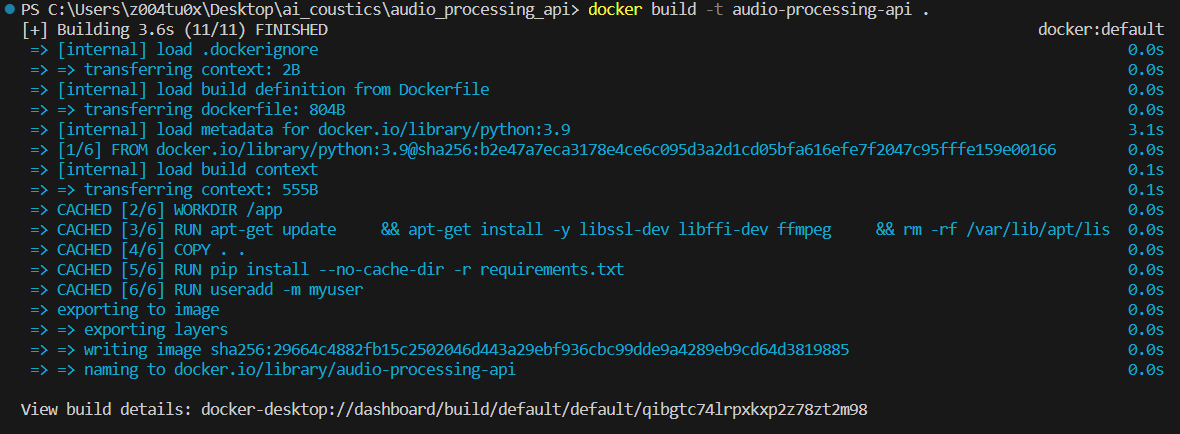 PS C:\Users\z004tu0x\Desktop\ai_coustics\audio_processing_api> docker build -t audio-processing-api .
[+] Building 3.6s (11/11) FINISHED docker:default
=> [internal] load .dockerignore 0.0s
=> => transferring context: 2B 0.0s
=> [internal] load build definition from Dockerfile 0.0s
=> => transferring dockerfile: 804B 0.0s
=> [internal] load metadata for docker.io/library/python:3.9 3.1s
=> [1/6] FROM docker.io/library/python:3.9@sha256:b2e47a7eca3178e4ce6c095d3a2d1cd05bfa616efe7f2047c95fffe159e00166 0.0s
=> [internal] load build context 0.1s
=> => transferring context: 555B 0.1s
=> CACHED [2/6] WORKDIR /app 0.0s
=> CACHED [3/6] RUN apt-get update     && apt-get install -y libssl-dev libffi-dev ffmpeg     && rm -rf /var/lib/apt/lis 0.0s
=> CACHED [4/6] COPY . . 0.0s
=> CACHED [5/6] RUN pip install --no-cache-dir -r requirements.txt 0.0s
=> CACHED [6/6] RUN useradd -m myuser 0.0s
=> exporting to image 0.0s
=> => exporting layers 0.0s
=> => writing image sha256:29664c4882fb15c2502046d443a29ebf936cbc99dde9a4289eb9cd64d3819885 0.0s
=> => naming to docker.io/library/audio-processing-api 0.0s
View build details: docker-desktop://dashboard/build/default/default/qibgtc74lrpxkxp2z78zt2m98